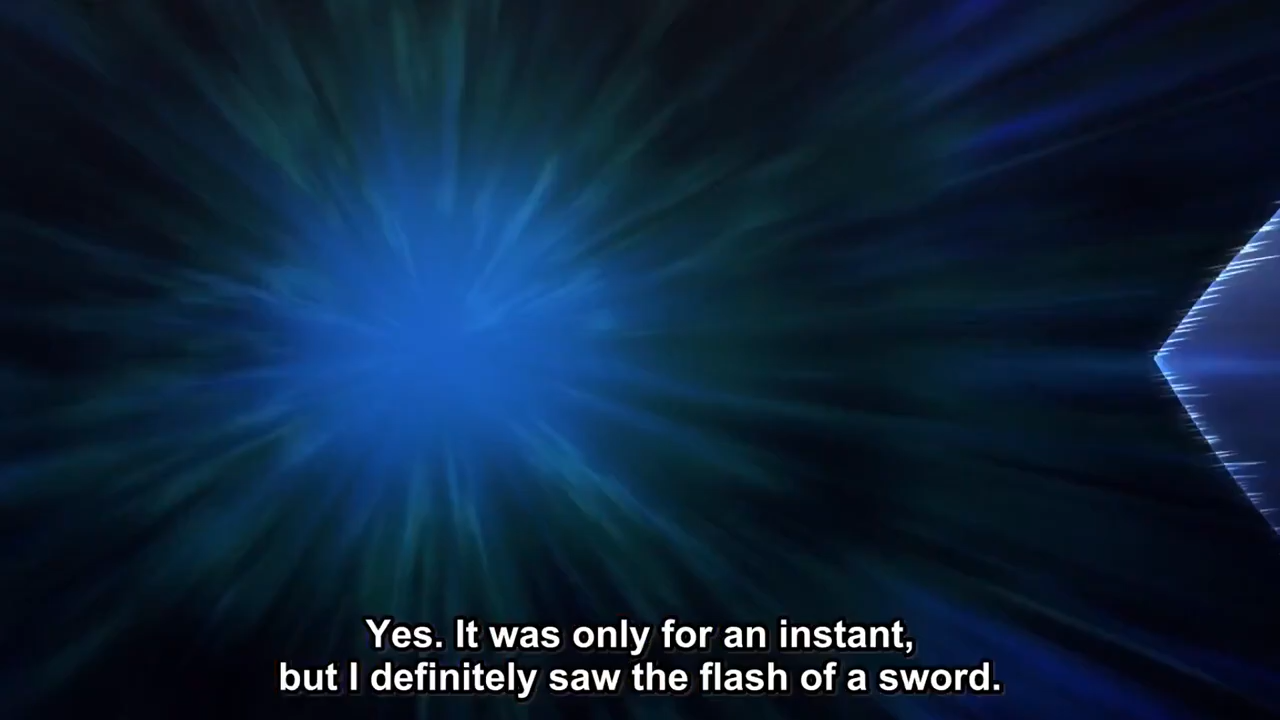 Yes. It was only for an instant,
but I definitely saw the flash of a sword.